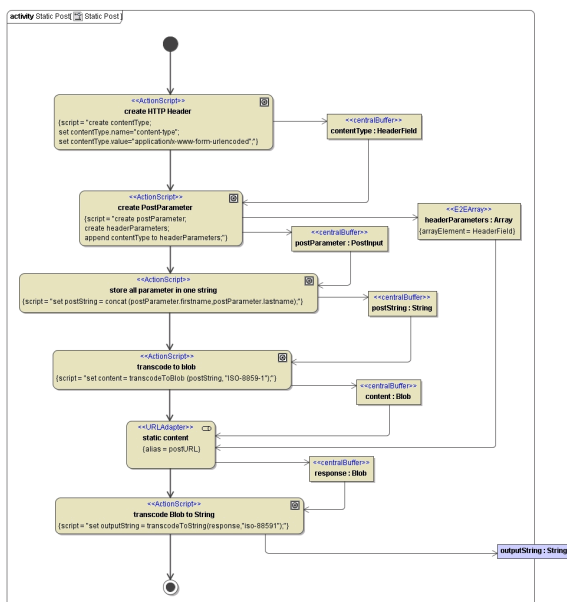 activity Static Post[ Static Post ]
<<ActionScript>>
create HTTP Header
{script = "create contentType;
set contentType.name="content-type";
set contentType.value="application/x-www-form-urlencoded";"}
<<centralBuffer>>
contentType : HeaderField
<<ActionScript>>
create PostParameter
{script = "create postParameter;
create headerParameters;
append contentType to headerParameters;"}
<<E2EArray>>
headerParameters : Array
{arrayElement = HeaderField}
<<centralBuffer>>
postParameter : PostInput
<<ActionScript>>
store all parameter in one string
{script = "set postString = concat (postParameter.firstname,postParameter.lastname);"}
<<centralBuffer>>
postString : String
<<ActionScript>>
transcode to blob
{script = "set content = transcodeToBlob (postString, "ISO-8859-1");"}
<<centralBuffer>>
content : Blob
<<URLAdapter>>
static content
{alias = postURL}
<<centralBuffer>>
response : Blob
<<ActionScript>>
transcode Blob to String
{script = "set outputString = transcodeToString(response,"iso-88591");"}
outputString : String